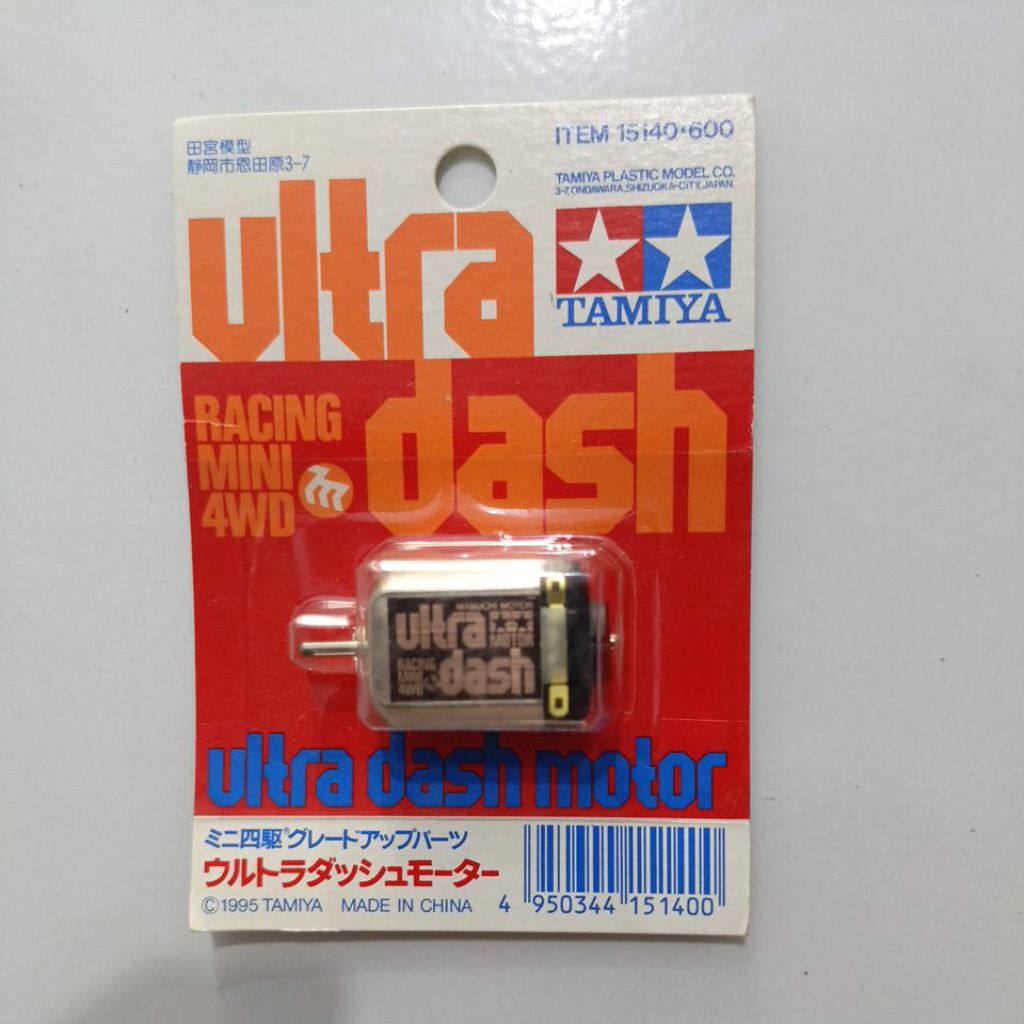 田宮模型
静岡市恩田原3-7
ITEM 15140・600
TAMIYA PLASTIC MODEL CO.
3-7, ONDAWARA, SHIZUOKA-CITY, JAPAN.
TAMIYA
ultra
dash
RACING
MINI
4WD
MABUCHI MOTOR
ultra
MOTOR
RACING
MINI
4WD
dash
ultra dash motor
ミニ四駆®グレードアップパーツ
ウルトラダッシュモーター
©1995 TAMIYA MADE IN CHINA
4 950344 151400